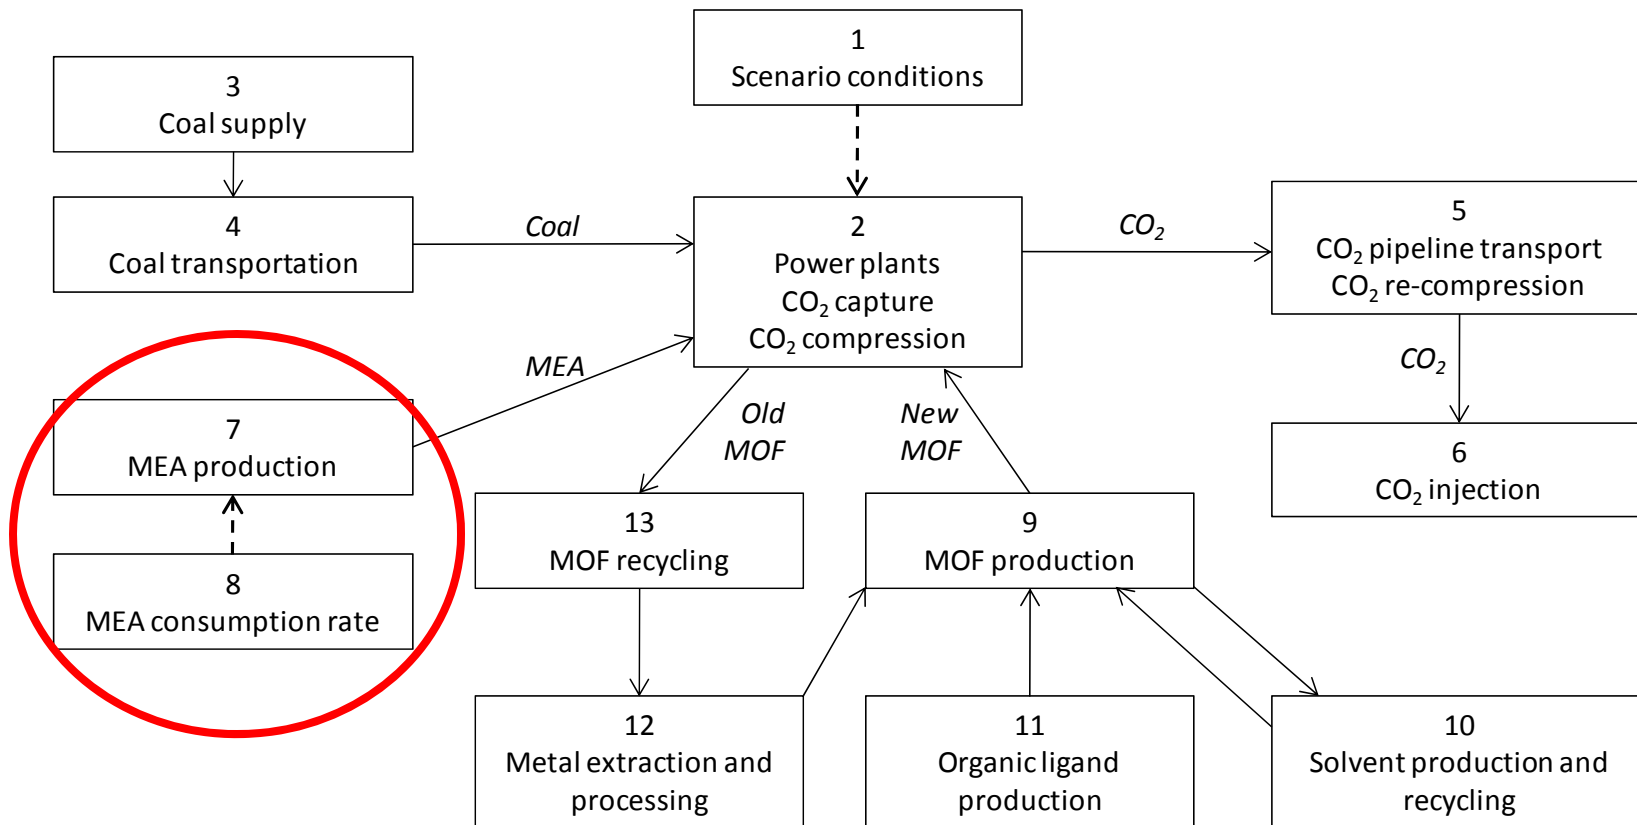 1
Scenario conditions
3
Coal supply
4
Coal transportation
Coal
2
Power plants
CO₂ capture
CO₂ compression
CO₂
5
CO₂ pipeline transport
CO₂ re-compression
CO₂
6
CO₂ injection
7
MEA production
MEA
8
MEA consumption rate
Old
MOF
New
MOF
13
MOF recycling
9
MOF production
12
Metal extraction and
processing
11
Organic ligand
production
10
Solvent production and
recycling